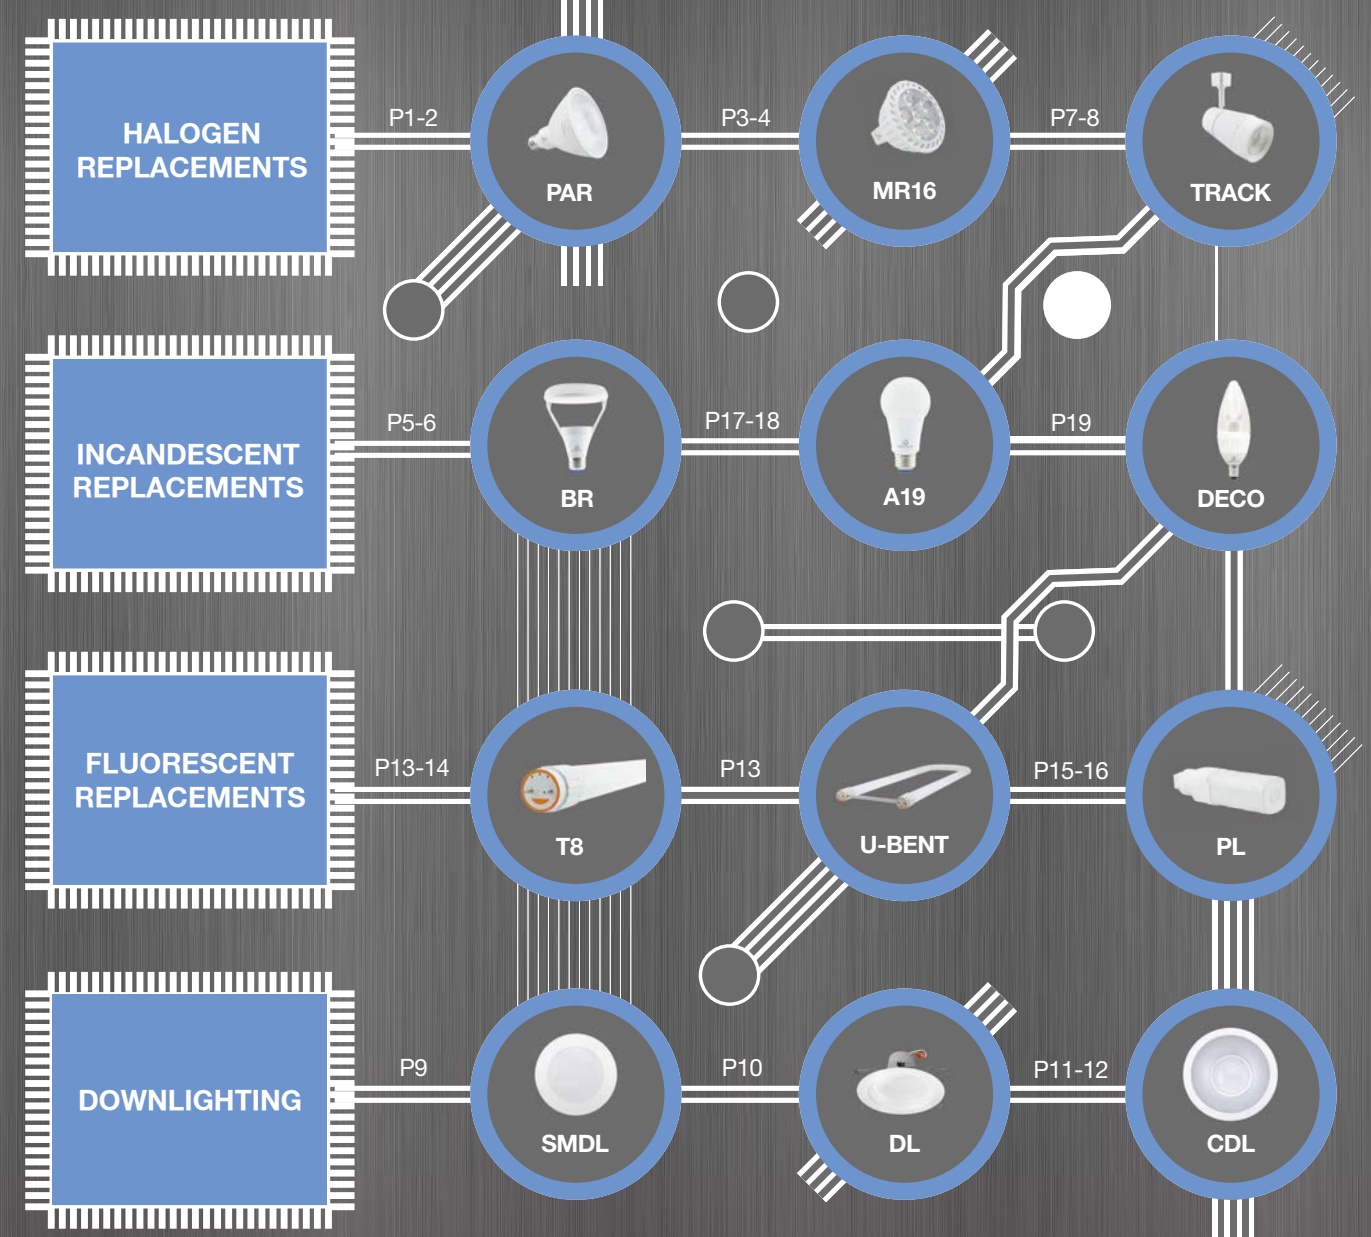 HALOGEN
REPLACEMENTS
P1-2
PAR
P3-4
MR16
P7-8
TRACK
INCANDESCENT
REPLACEMENTS
P5-6
BR
P17-18
A19
P19
DECO
FLUORESCENT
REPLACEMENTS
P13-14
T8
P13
U-BENT
P15-16
PL
DOWNLIGHTING
P9
SMDL
P10
DL
P11-12
CDL